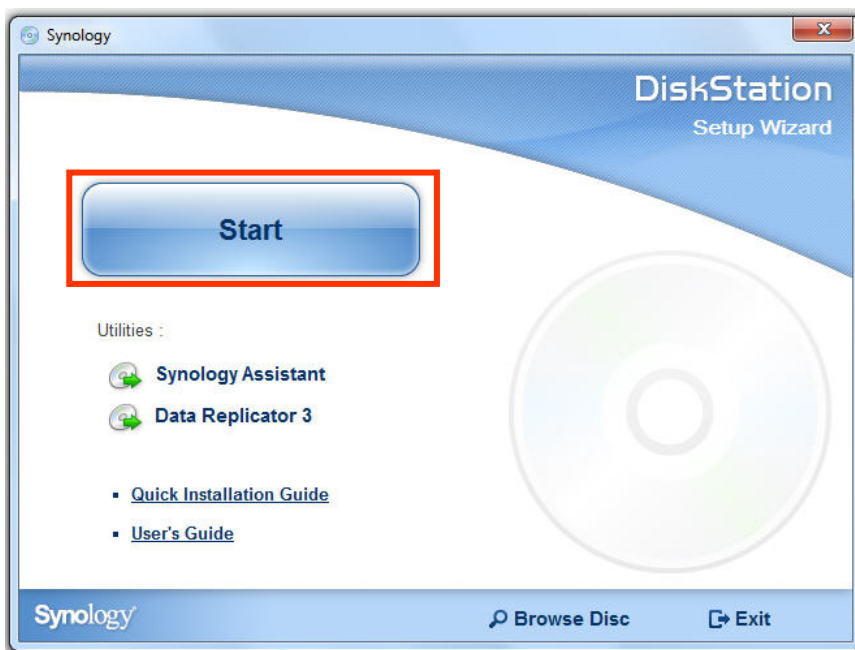 Synology
DiskStation
Setup Wizard
Start
Utilities :
Synology Assistant
Data Replicator 3
Quick Installation Guide
User's Guide
Synology
Browse Disc
Exit